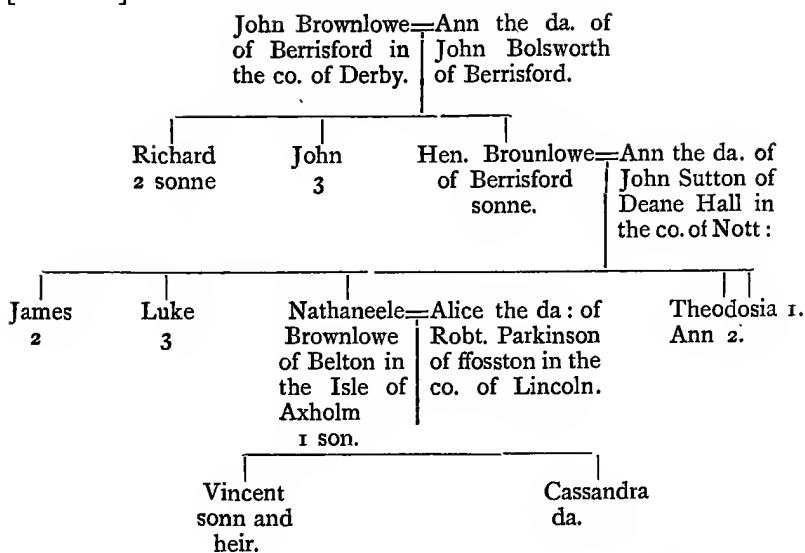 John Brownlowe=Ann the da. of
of Berrisford in John Bolsworth
the co. of Derby. of Berrisford.
Richard John Hen. Brounlowe=Ann the da. of
2 sonne 3 of Berrisford John Sutton of
sonne. Deane Hall in
the co. of Nott :
James Luke Nathaneele=Alice the da : of Theodosia 1.
2 3 Brownlowe Robt. Parkinson Ann 2.
of Belton in of ffosston in the
the Isle of co. of Lincoln.
Axholm
1 son.
Vincent Cassandra
sonn and da.
heir.